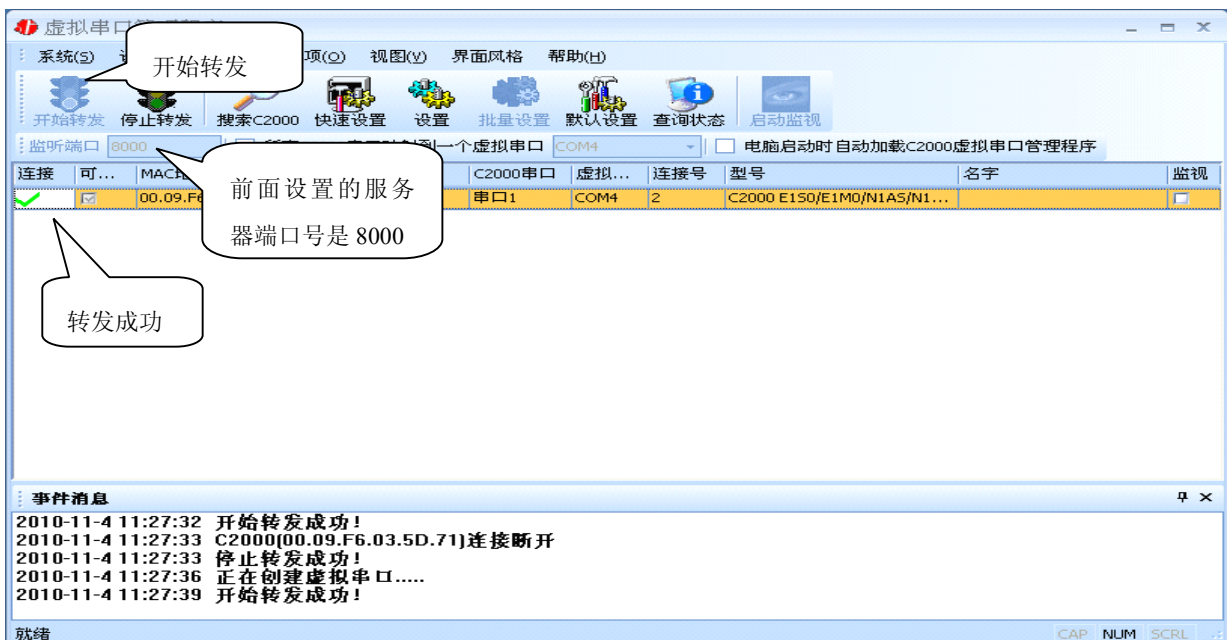 虚拟串口
系统(S) 项(O) 视图(V) 界面风格 帮助(H)
开始转发
开始转发 停止转发 搜索C2000 快速设置 设置 批量设置 默认设置 查询状态 启动监视
监听端口 8000 一个虚拟串口 COM4 电脑启动时自动加载C2000虚拟串口管理程序
连接 可... MAC地 C2000串口 虚拟... 连接号 型号 名字 监视
00.09.F6 串口1 COM4 2 C2000 E1S0/E1M0/N1AS/N1...
前面设置的服务
器端口号是 8000
转发成功
事件消息
2010-11-4 11:27:32 开始转发成功!
2010-11-4 11:27:33 C2000(00.09.F6.03.5D.71)连接断开
2010-11-4 11:27:33 停止转发成功!
2010-11-4 11:27:36 正在创建虚拟串口.....
2010-11-4 11:27:39 开始转发成功!
就绪 CAP NUM SCRL